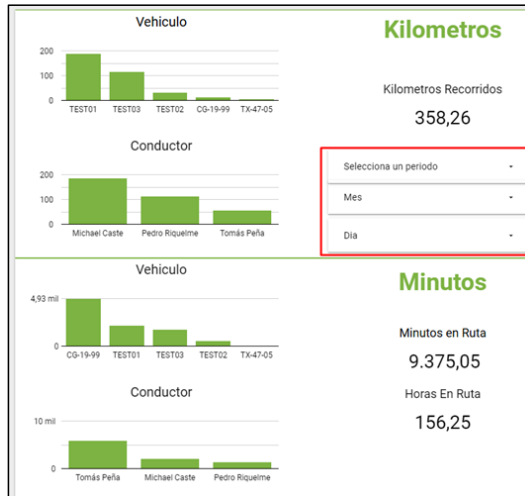 Vehiculo
200
100
0
TEST01 TEST03 TEST02 CG-19-99 TX-47-05
Conductor
200
100
0
Michael Caste Pedro Riquelme Tomás Peña
Kilometros
Kilometros Recorridos
358,26
Selecciona un periodo
Mes
Dia
Vehiculo
4,93 mil
0
CG-19-99 TEST01 TEST03 TEST02 TX-47-05
Conductor
10 mil
0
Tomás Peña Michael Caste Pedro Riquelme
Minutos
Minutos en Ruta
9.375,05
Horas En Ruta
156,25